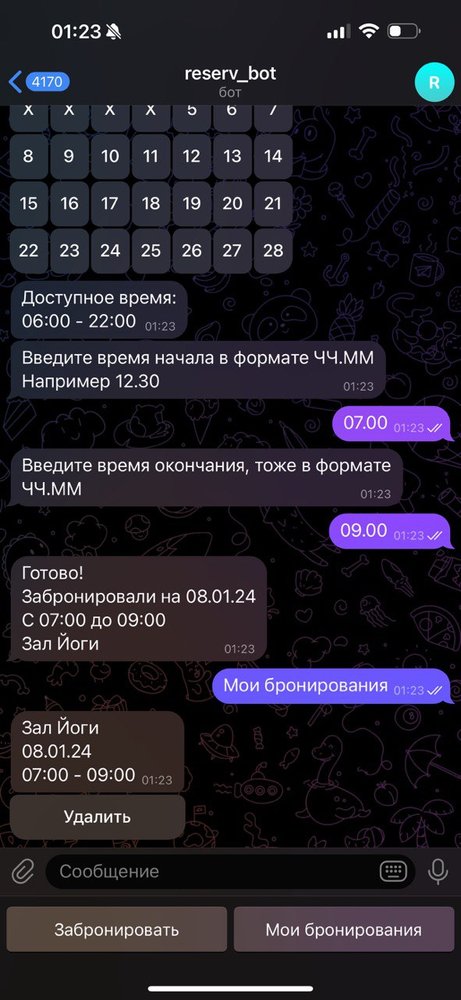 01:23
4170
reserv_bot
бот
R
X X X X 5 6 7
8 9 10 11 12 13 14
15 16 17 18 19 20 21
22 23 24 25 26 27 28
Доступное время:
06:00 - 22:00 01:23
Введите время начала в формате ЧЧ.ММ
Например 12.30 01:23
07.00 01:23
Введите время окончания, тоже в формате
ЧЧ.ММ 01:23
09.00 01:23
Готово!
Забронировали на 08.01.24
С 07:00 до 09:00
Зал Йоги 01:23
Мои бронирования 01:23
Зал Йоги
08.01.24
07:00 - 09:00 01:23
Удалить
Сообщение
Забронировать Мои бронирования